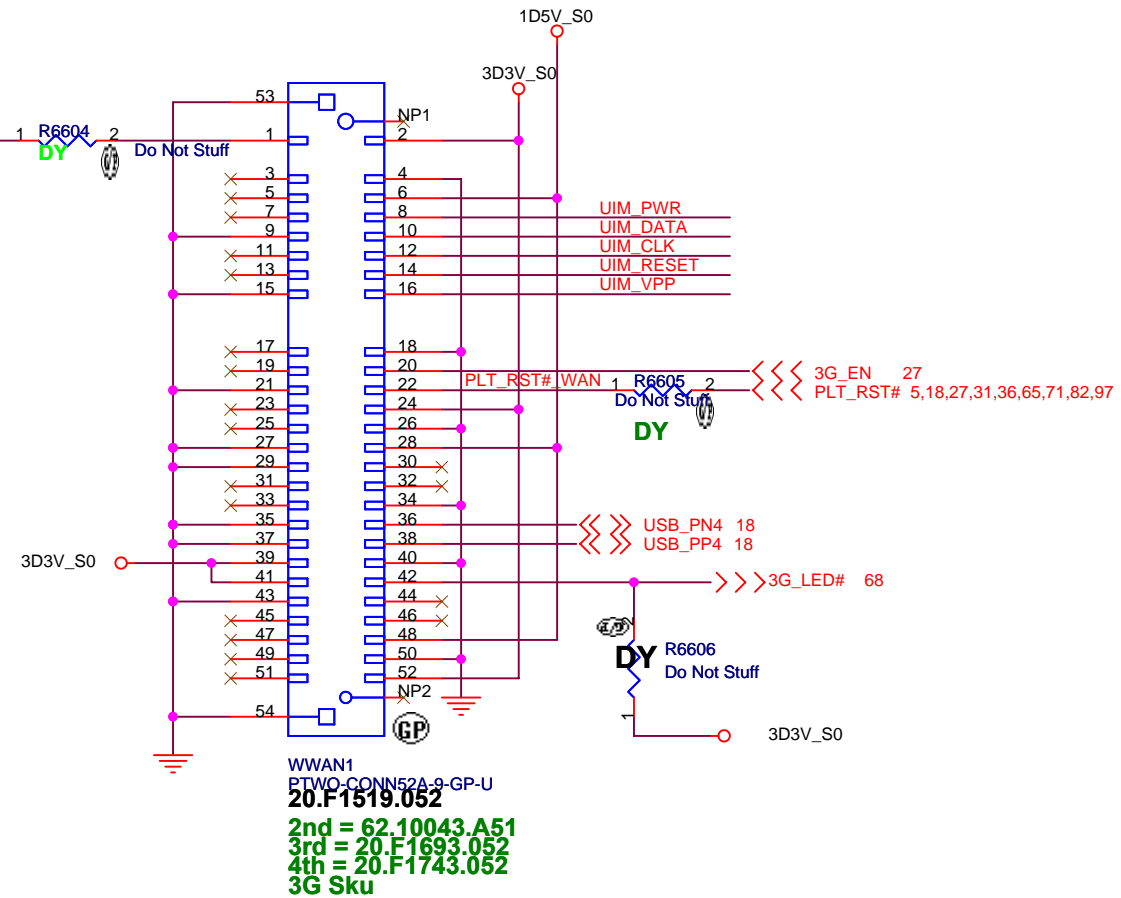 1D5V_S0
3D3V_S0
53
NP1
1 R6604 2
DY
Do Not Stuff
1 2
3 4
5 6
7 8 UIM_PWR
9 10 UIM_DATA
11 12 UIM_CLK
13 14 UIM_RESET
15 16 UIM_VPP
17 18
19 20 3G_EN 27
21 22 PLT_RST#_WAN 1 R6605 2 PLT_RST# 5,18,27,31,36,65,71,82,97
Do Not Stuff
DY
23 24
25 26
27 28
29 30
31 32
33 34
35 36 USB_PN4 18
37 38 USB_PP4 18
3D3V_S0 39 40
41 42 3G_LED# 68
43 44
45 46
47 48
49 50
51 52
2
DY R6606
Do Not Stuff
1
3D3V_S0
NP2
54
GP
WWAN1
PTWO-CONN52A-9-GP-U
20.F1519.052
2nd = 62.10043.A51
3rd = 20.F1693.052
4th = 20.F1743.052
3G Sku